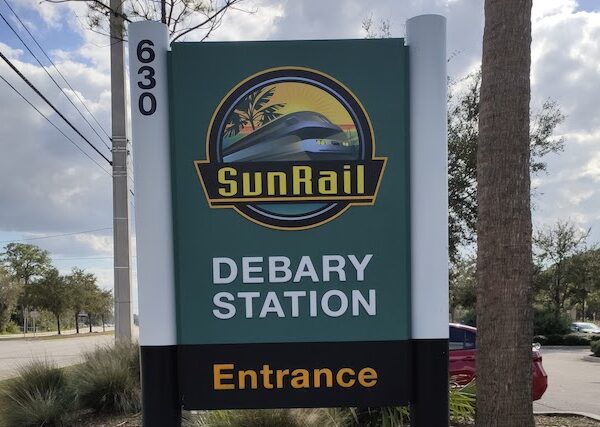 630
SunRail
DEBARY
STATION
Entrance